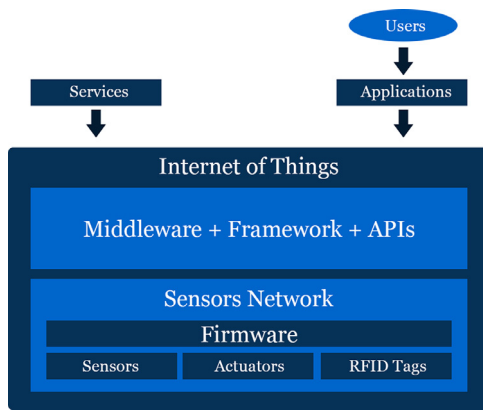 Users
Services
Applications
Internet of Things
Middleware + Framework + APIs
Sensors Network
Firmware
Sensors
Actuators
RFID Tags